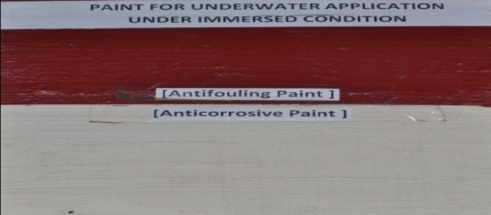 PAINT FOR UNDERWATER APPLICATION
UNDER IMMERSED CONDITION
[Antifouling Paint ]
[Anticorrosive Paint ]